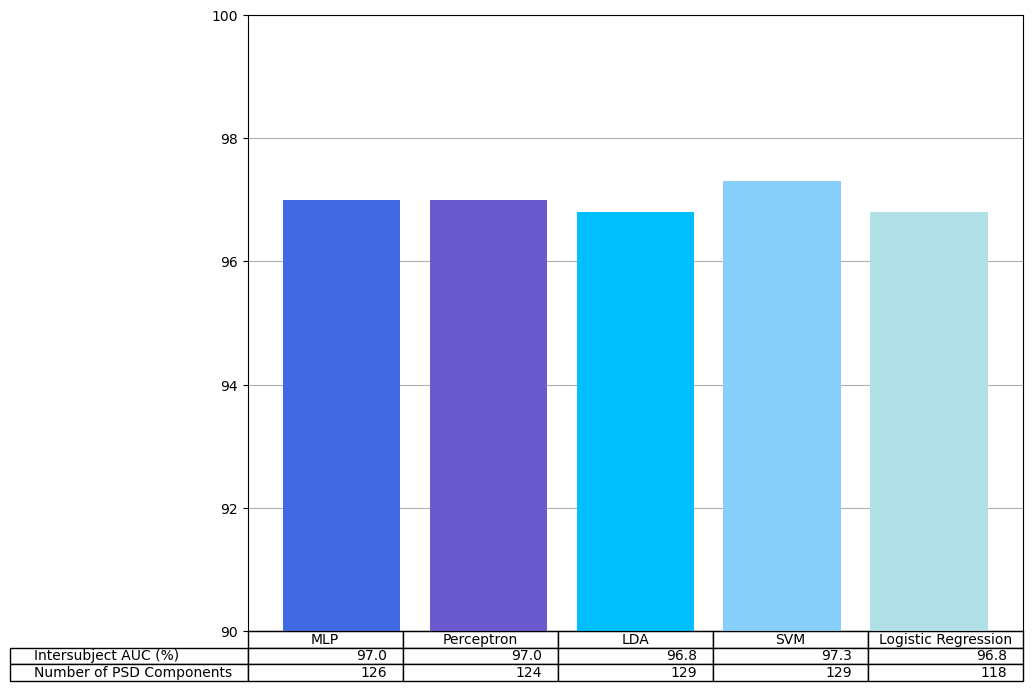 100
98
96
94
92
90
MLP Perceptron LDA SVM Logistic Regression
Intersubject AUC (%) 97.0 97.0 96.8 97.3 96.8
Number of PSD Components 126 124 129 129 118